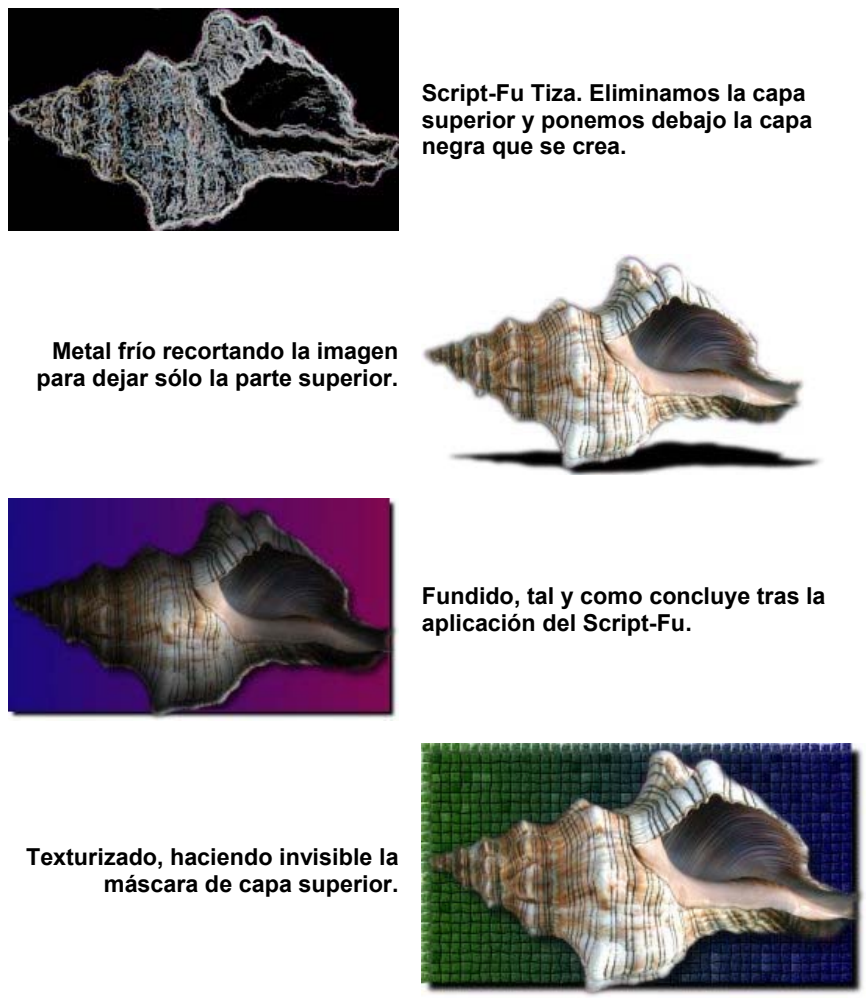 Script-Fu Tiza. Eliminamos la capa
superior y ponemos debajo la capa
negra que se crea.
Metal frío recortando la imagen
para dejar sólo la parte superior.
Fundido, tal y como concluye tras la
aplicación del Script-Fu.
Texturizado, haciendo invisible la
máscara de capa superior.